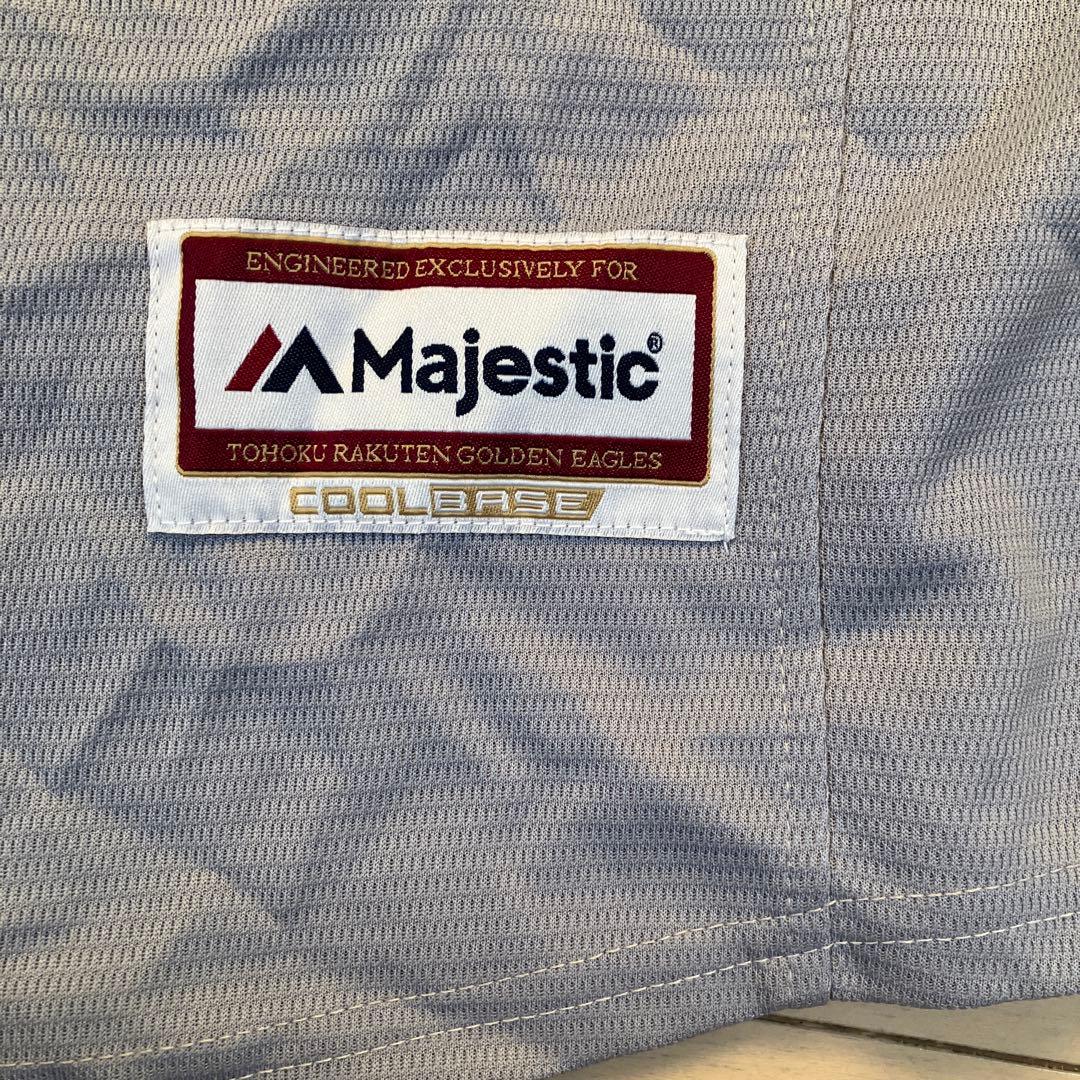 ENGINEERED EXCLUSIVELY FOR
Majestic®
TOHOKU RAKUTEN GOLDEN EAGLES
COOLBASE